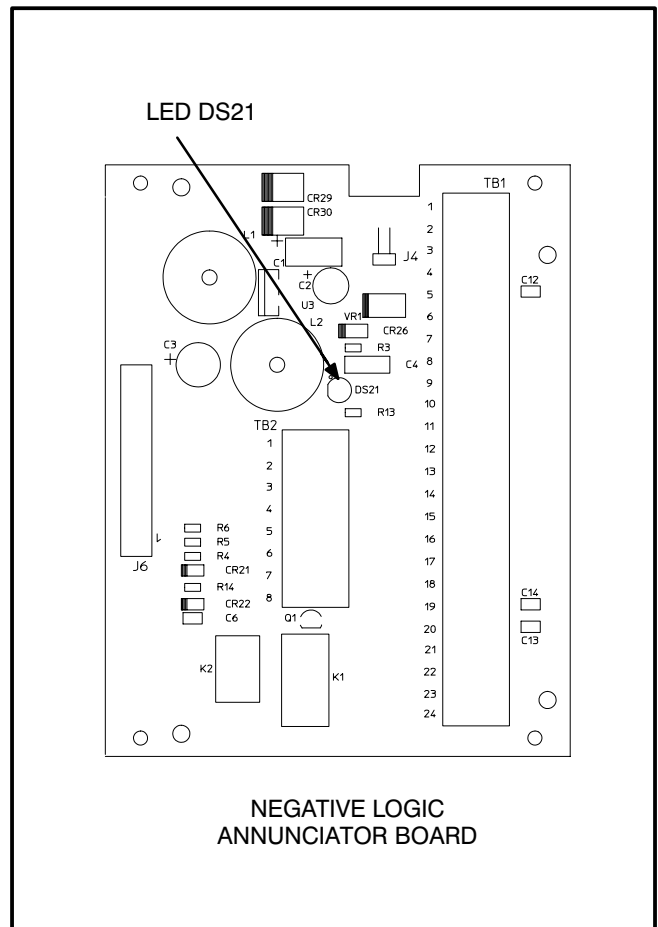 LED DS21
TB1
CR29
CR30
L1
C1
C2
U3
L2
J4
VR1
CR26
R3
C4
C3
DS21
R13
C12
1
2
3
4
5
6
7
8
9
10
11
12
13
14
15
16
17
18
19
20
21
22
23
24
TB2
1
2
3
4
5
6
7
8
R6
R5
R4
CR21
R14
CR22
C6
1
J6
Q1
K2
K1
C14
C13
NEGATIVE LOGIC
ANNUNCIATOR BOARD